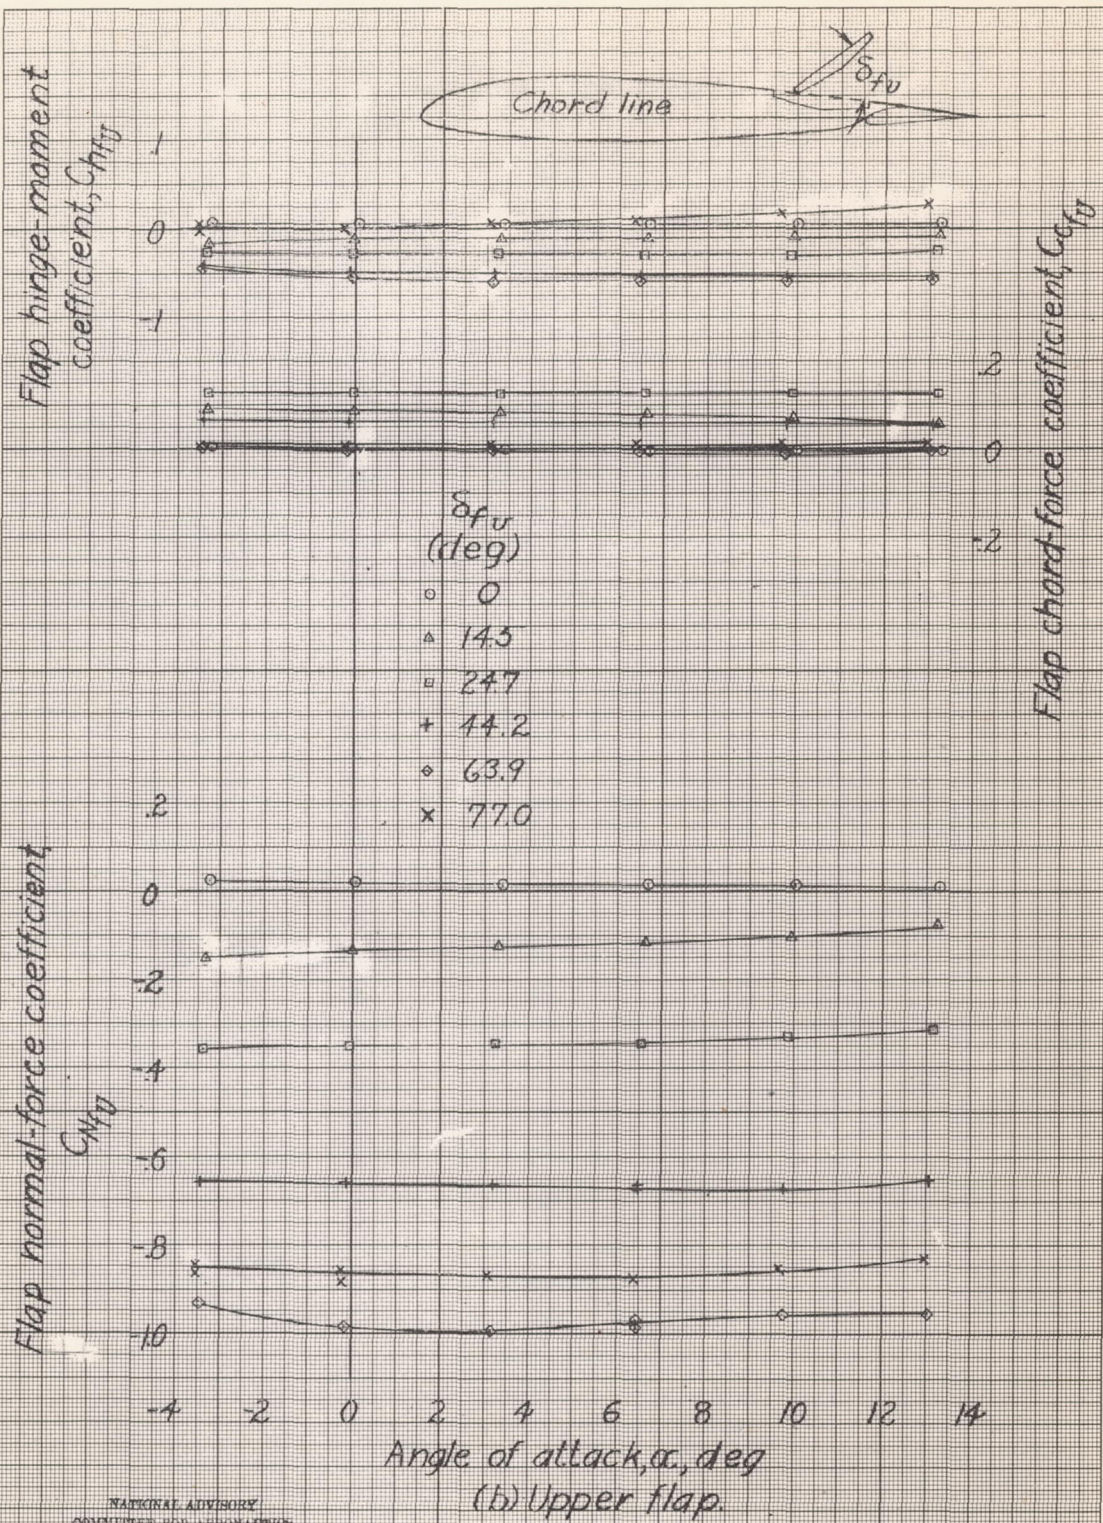 Chord line
δfU
Flap hinge-moment
coefficient, ChfU
.1
0
-.1
Flap chord-force coefficient, CcfU
.2
0
-.2
δfU
(deg)
0
14.5
24.7
44.2
63.9
77.0
Flap normal-force coefficient,
CNfU
.2
0
-.2
-.4
-.6
-.8
-1.0
-4 -2 0 2 4 6 8 10 12 14
Angle of attack, α, deg
(b) Upper flap.
NATIONAL ADVISORY
COMMITTEE FOR AERONAUTICS